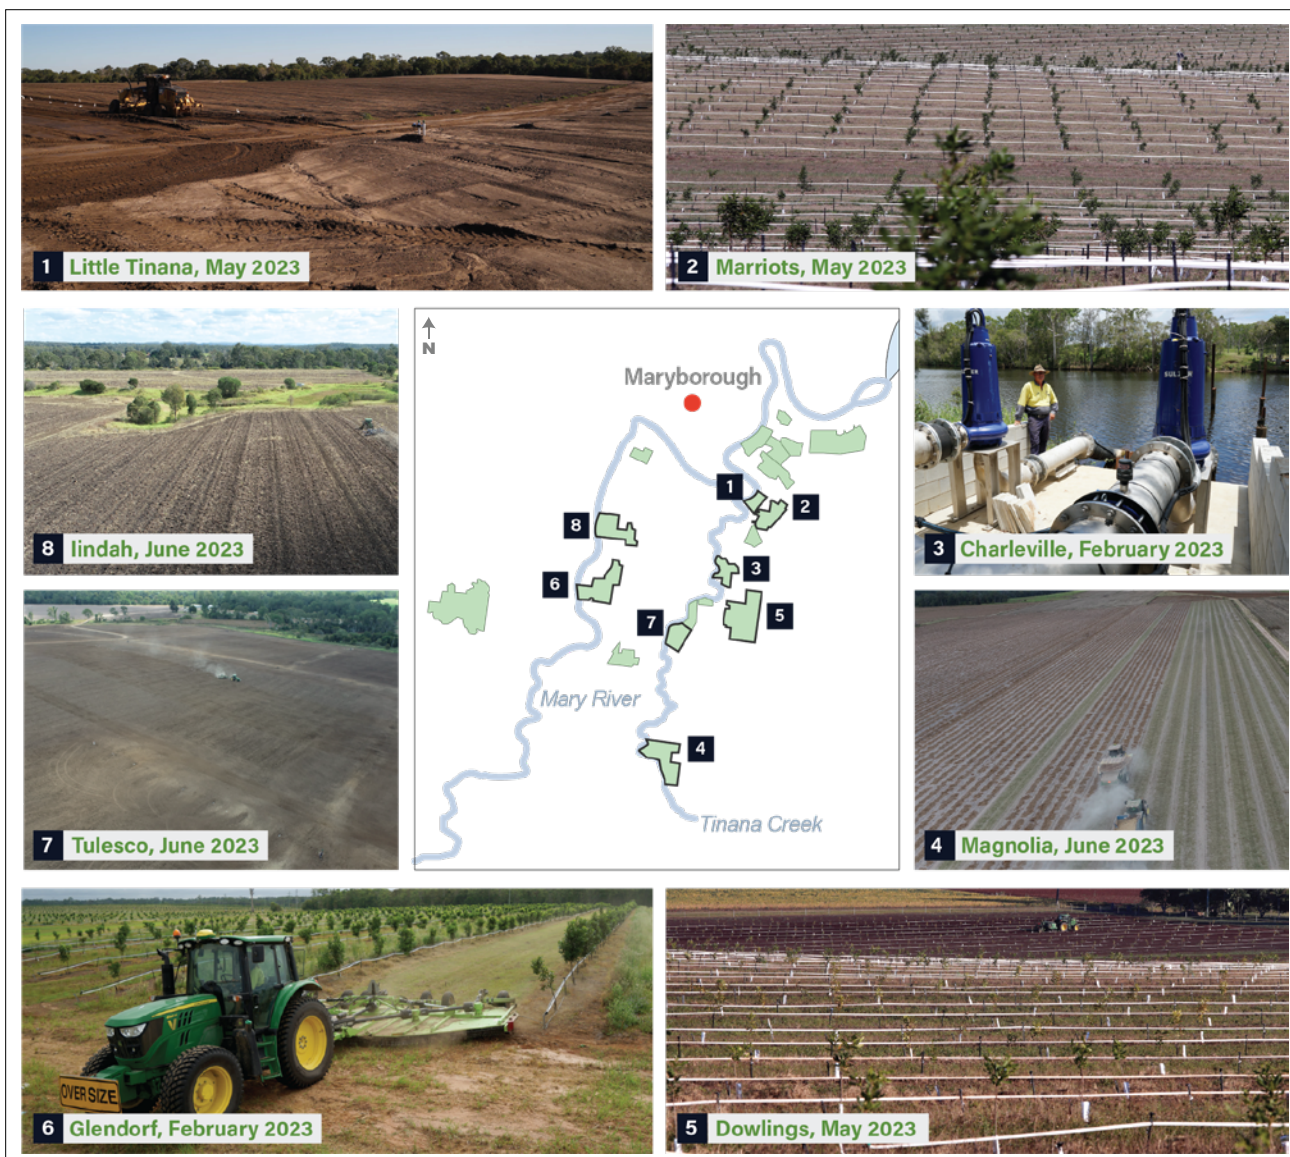 1 Little Tinana, May 2023
2 Marriots, May 2023
8 Iindah, June 2023
N
Maryborough
1
2
8
3
6
5
7
Mary River
4
Tinana Creek
SULZER
3 Charleville, February 2023
7 Tulesco, June 2023
4 Magnolia, June 2023
OVER SIZE
6 Glendorf, February 2023
5 Dowlings, May 2023